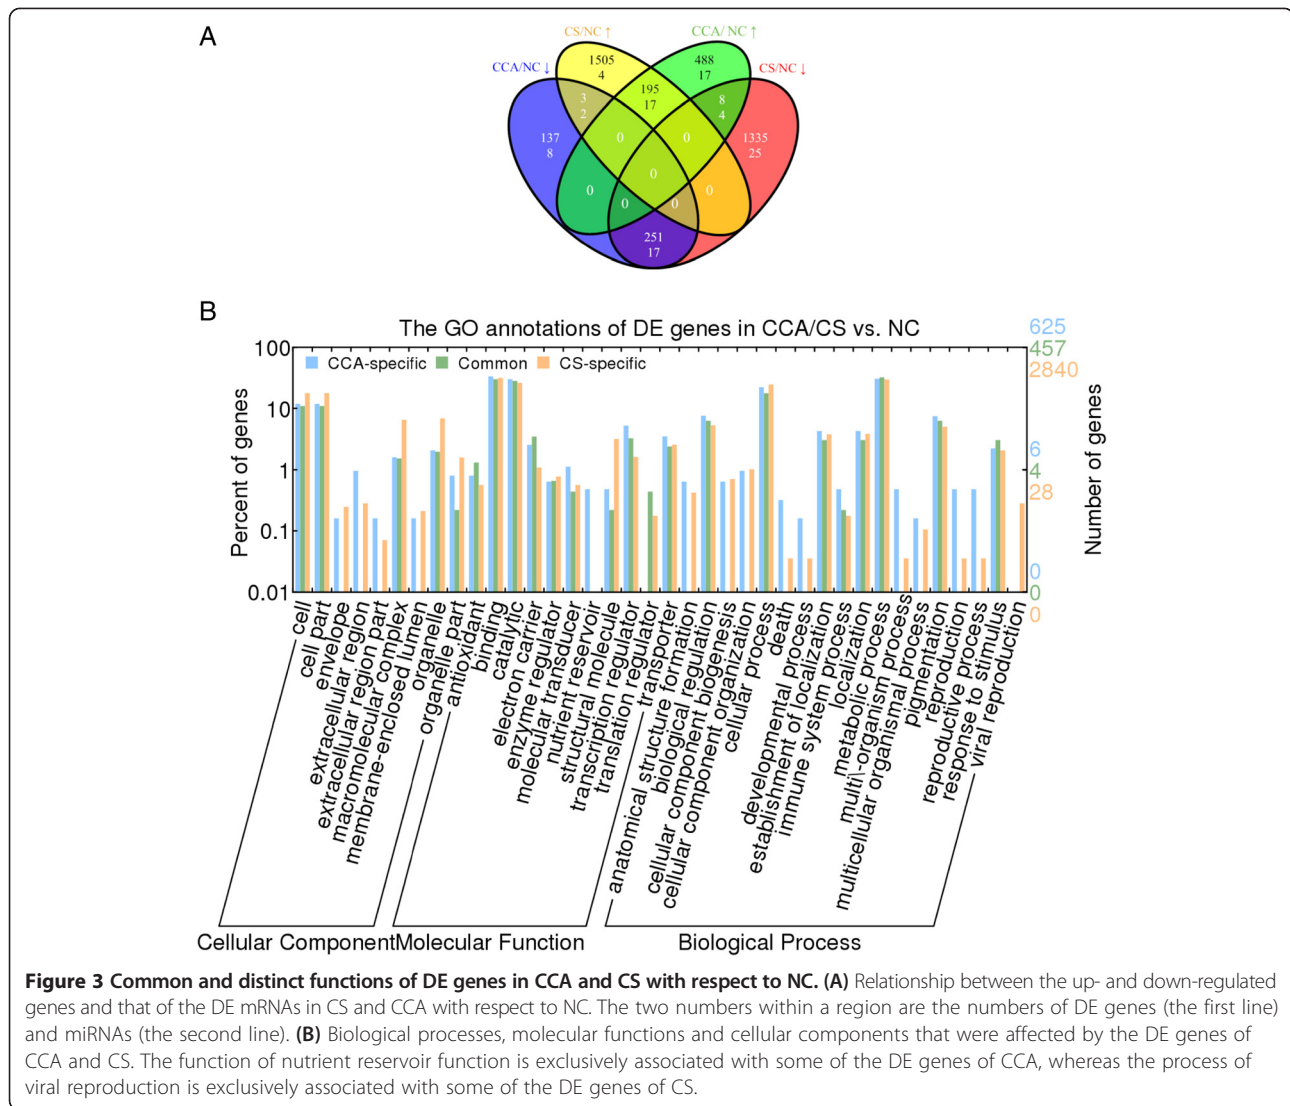 A
CS/NC ↑
CCA/ NC ↑
CCA/NC ↓
CS/NC ↓
1505
4
488
17
3
2
195
17
8
4
137
8
0
0
1335
25
0
0
0
0
0
251
17
B
The GO annotations of DE genes in CCA/CS vs. NC
CCA-specific
Common
CS-specific
Percent of genes
100
10
1
0.1
0.01
625
457
2840
6
4
28
0
0
0
Number of genes
cell
cell part
envelope
extracellular region
extracellular region part
macromolecular complex
membrane-enclosed lumen
organelle
organelle part
antioxidant
binding
catalytic
electron carrier
enzyme regulator
molecular transducer
nutrient reservoir
structural molecule
transcription regulator
translation regulator
transporter
anatomical structure formation
biological regulation
cellular component biogenesis
cellular component organization
cellular process
death
developmental process
establishment of localization
immune system process
localization
metabolic process
multi\-organism process
multicellular organismal process
pigmentation
reproduction
reproductive process
response to stimulus
viral reproduction
Cellular Component
Molecular Function
Biological Process
Figure 3 Common and distinct functions of DE genes in CCA and CS with respect to NC. (A) Relationship between the up- and down-regulated
genes and that of the DE mRNAs in CS and CCA with respect to NC. The two numbers within a region are the numbers of DE genes (the first line)
and miRNAs (the second line). (B) Biological processes, molecular functions and cellular components that were affected by the DE genes of
CCA and CS. The function of nutrient reservoir function is exclusively associated with some of the DE genes of CCA, whereas the process of
viral reproduction is exclusively associated with some of the DE genes of CS.